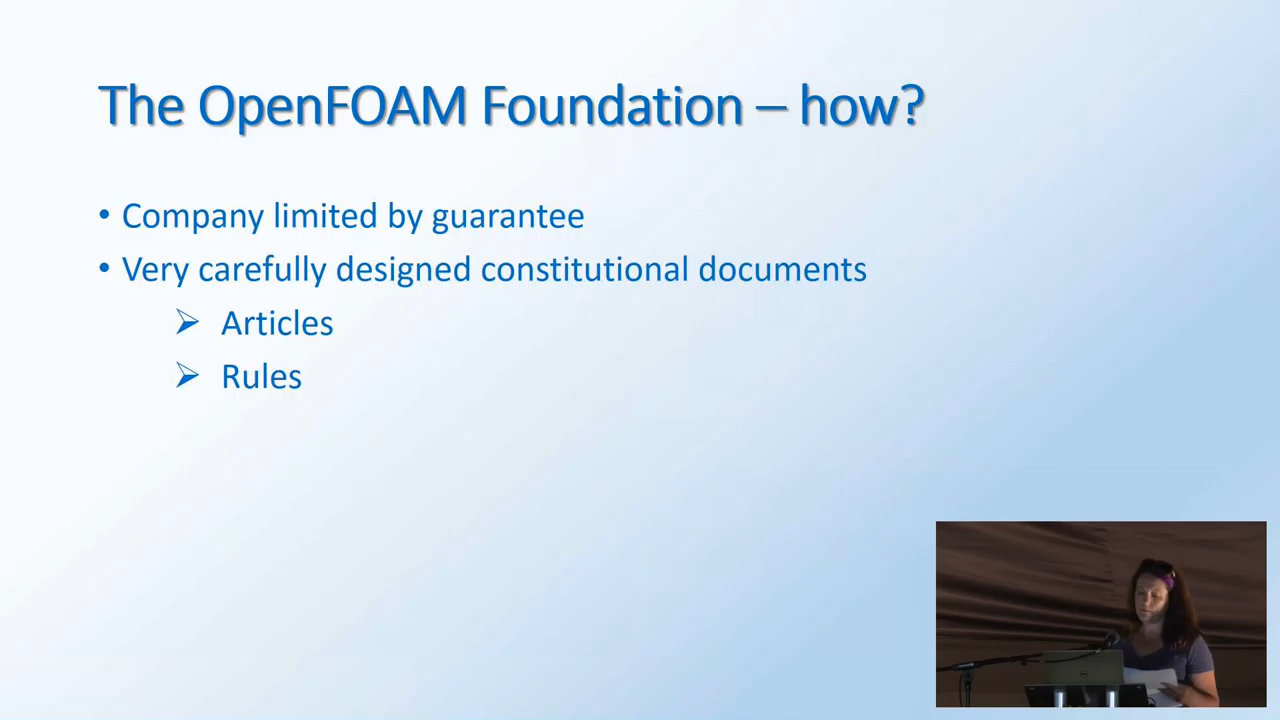 The OpenFOAM Foundation – how?
• Company limited by guarantee
• Very carefully designed constitutional documents
➢ Articles
➢ Rules